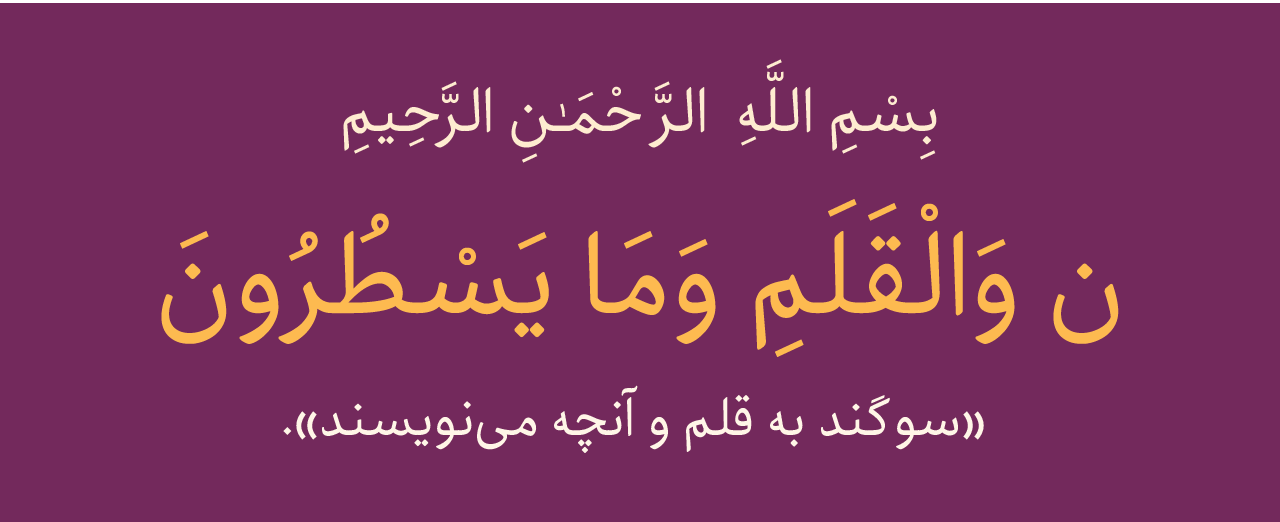 بِسْمِ اللَّهِ الرَّحْمَـٰنِ الرَّحِيمِ
ن وَالْقَلَمِ وَمَا يَسْطُرُونَ
«سوگند به قلم و آنچه می‌نویسند».